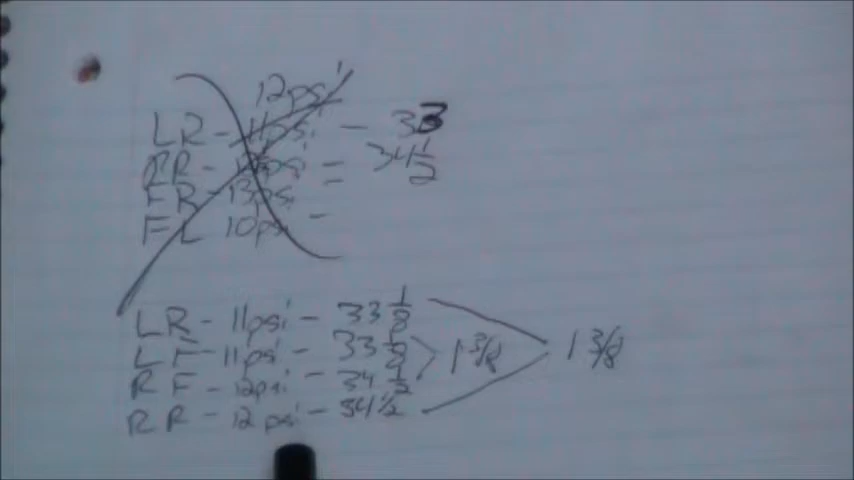 12psi
LR - 11psi - 33
RR - psi - 34 1/2
FR - 13psi -
FL 10psi -
LR - 11psi - 33 1/8
LF - 11psi - 33 1/8
RF - 12psi - 34 1/2
RR - 12psi - 34 1/2
1 3/8
1 3/8